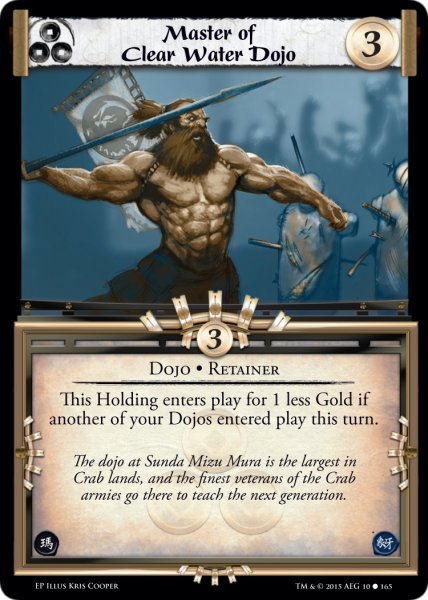 Master of
Clear Water Dojo
3
3
Dojo • Retainer
This Holding enters play for 1 less Gold if
another of your Dojos entered play this turn.
The dojo at Sunda Mizu Mura is the largest in
Crab lands, and the finest veterans of the Crab
armies go there to teach the next generation.
瑪
象牙
EP Illus Kris Cooper
TM & © 2015 AEG 10 ● 165